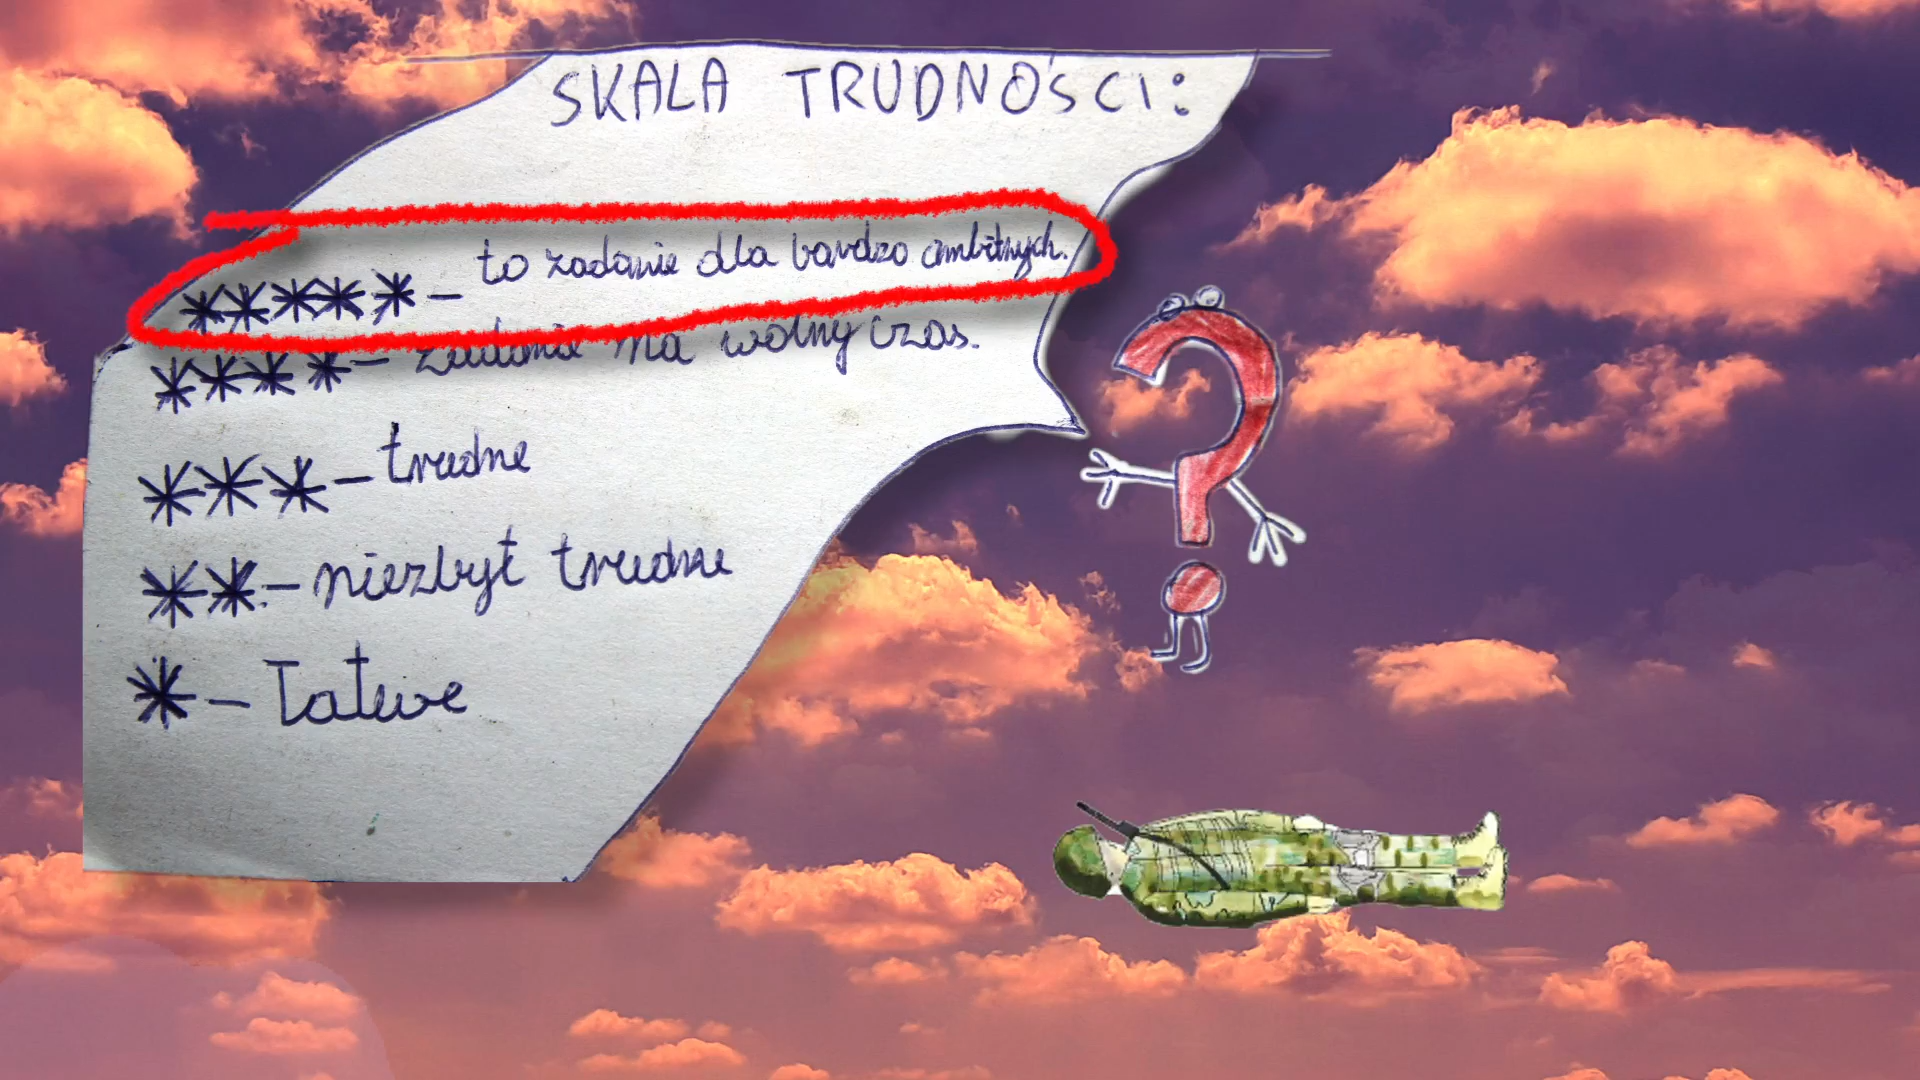 SKALA TRUDNOŚCI:
***** - to zadanie dla bardzo ambitnych.
**** - zadanie na wolny czas.
*** - trudne
** - niezbyt trudne
* - Łatwe